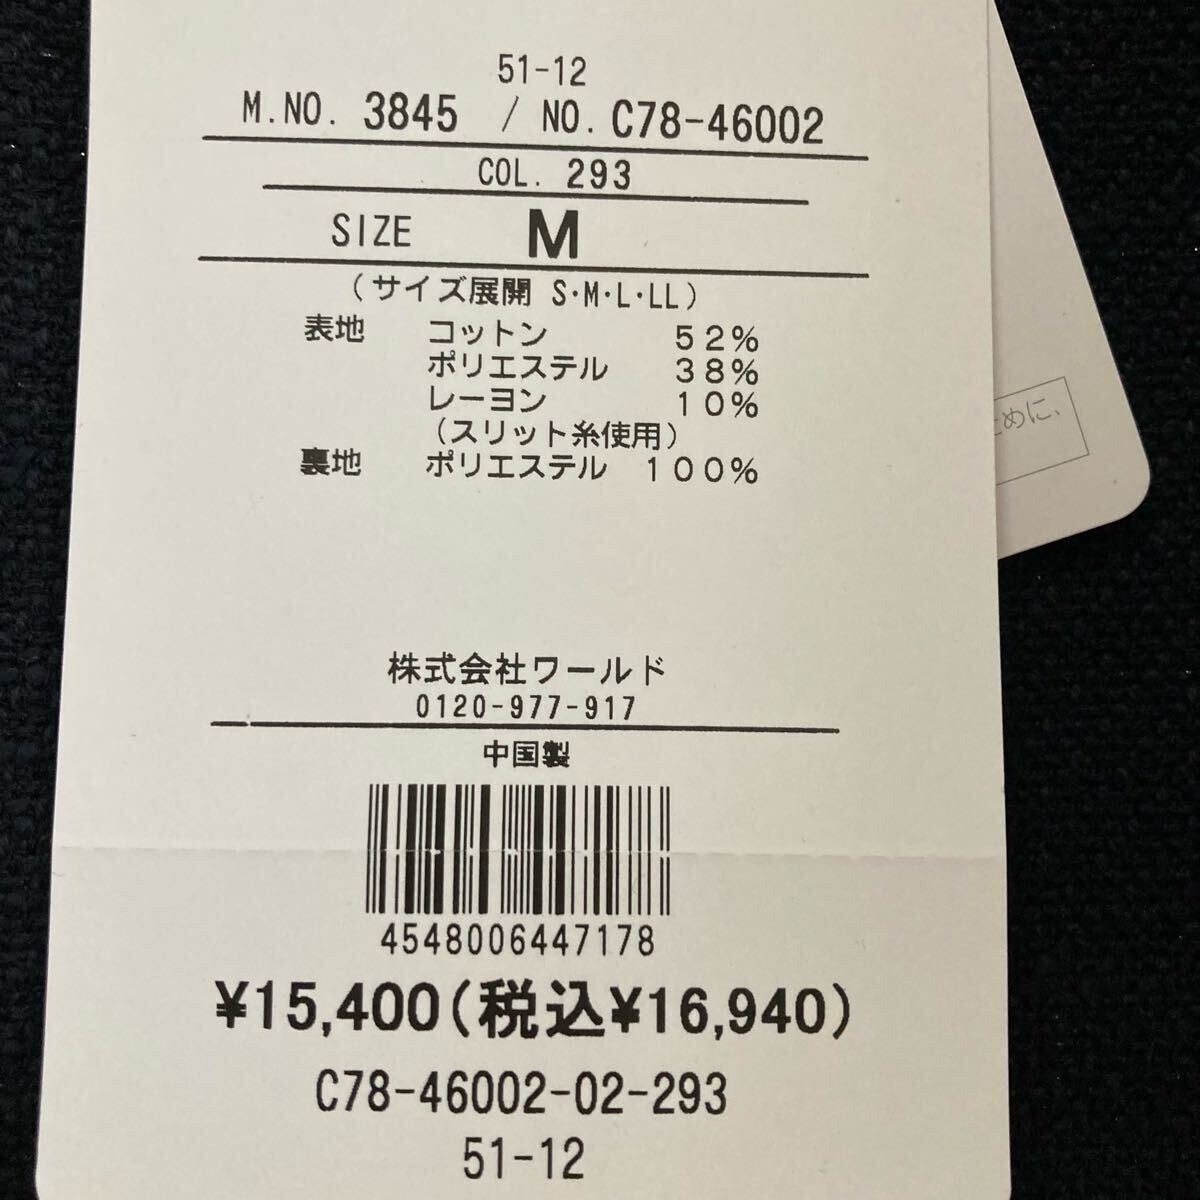 51-12
M.NO. 3845 / NO. C78-46002
COL. 293
SIZE M
(サイズ展開 S・M・L・LL)
表地 コットン 52%
ポリエステル 38%
レーヨン 10%
(スリット糸使用)
裏地 ポリエステル 100%
ために、
株式会社ワールド
0120-977-917
中国製
4548006447178
¥15,400(税込¥16,940)
C78-46002-02-293
51-12